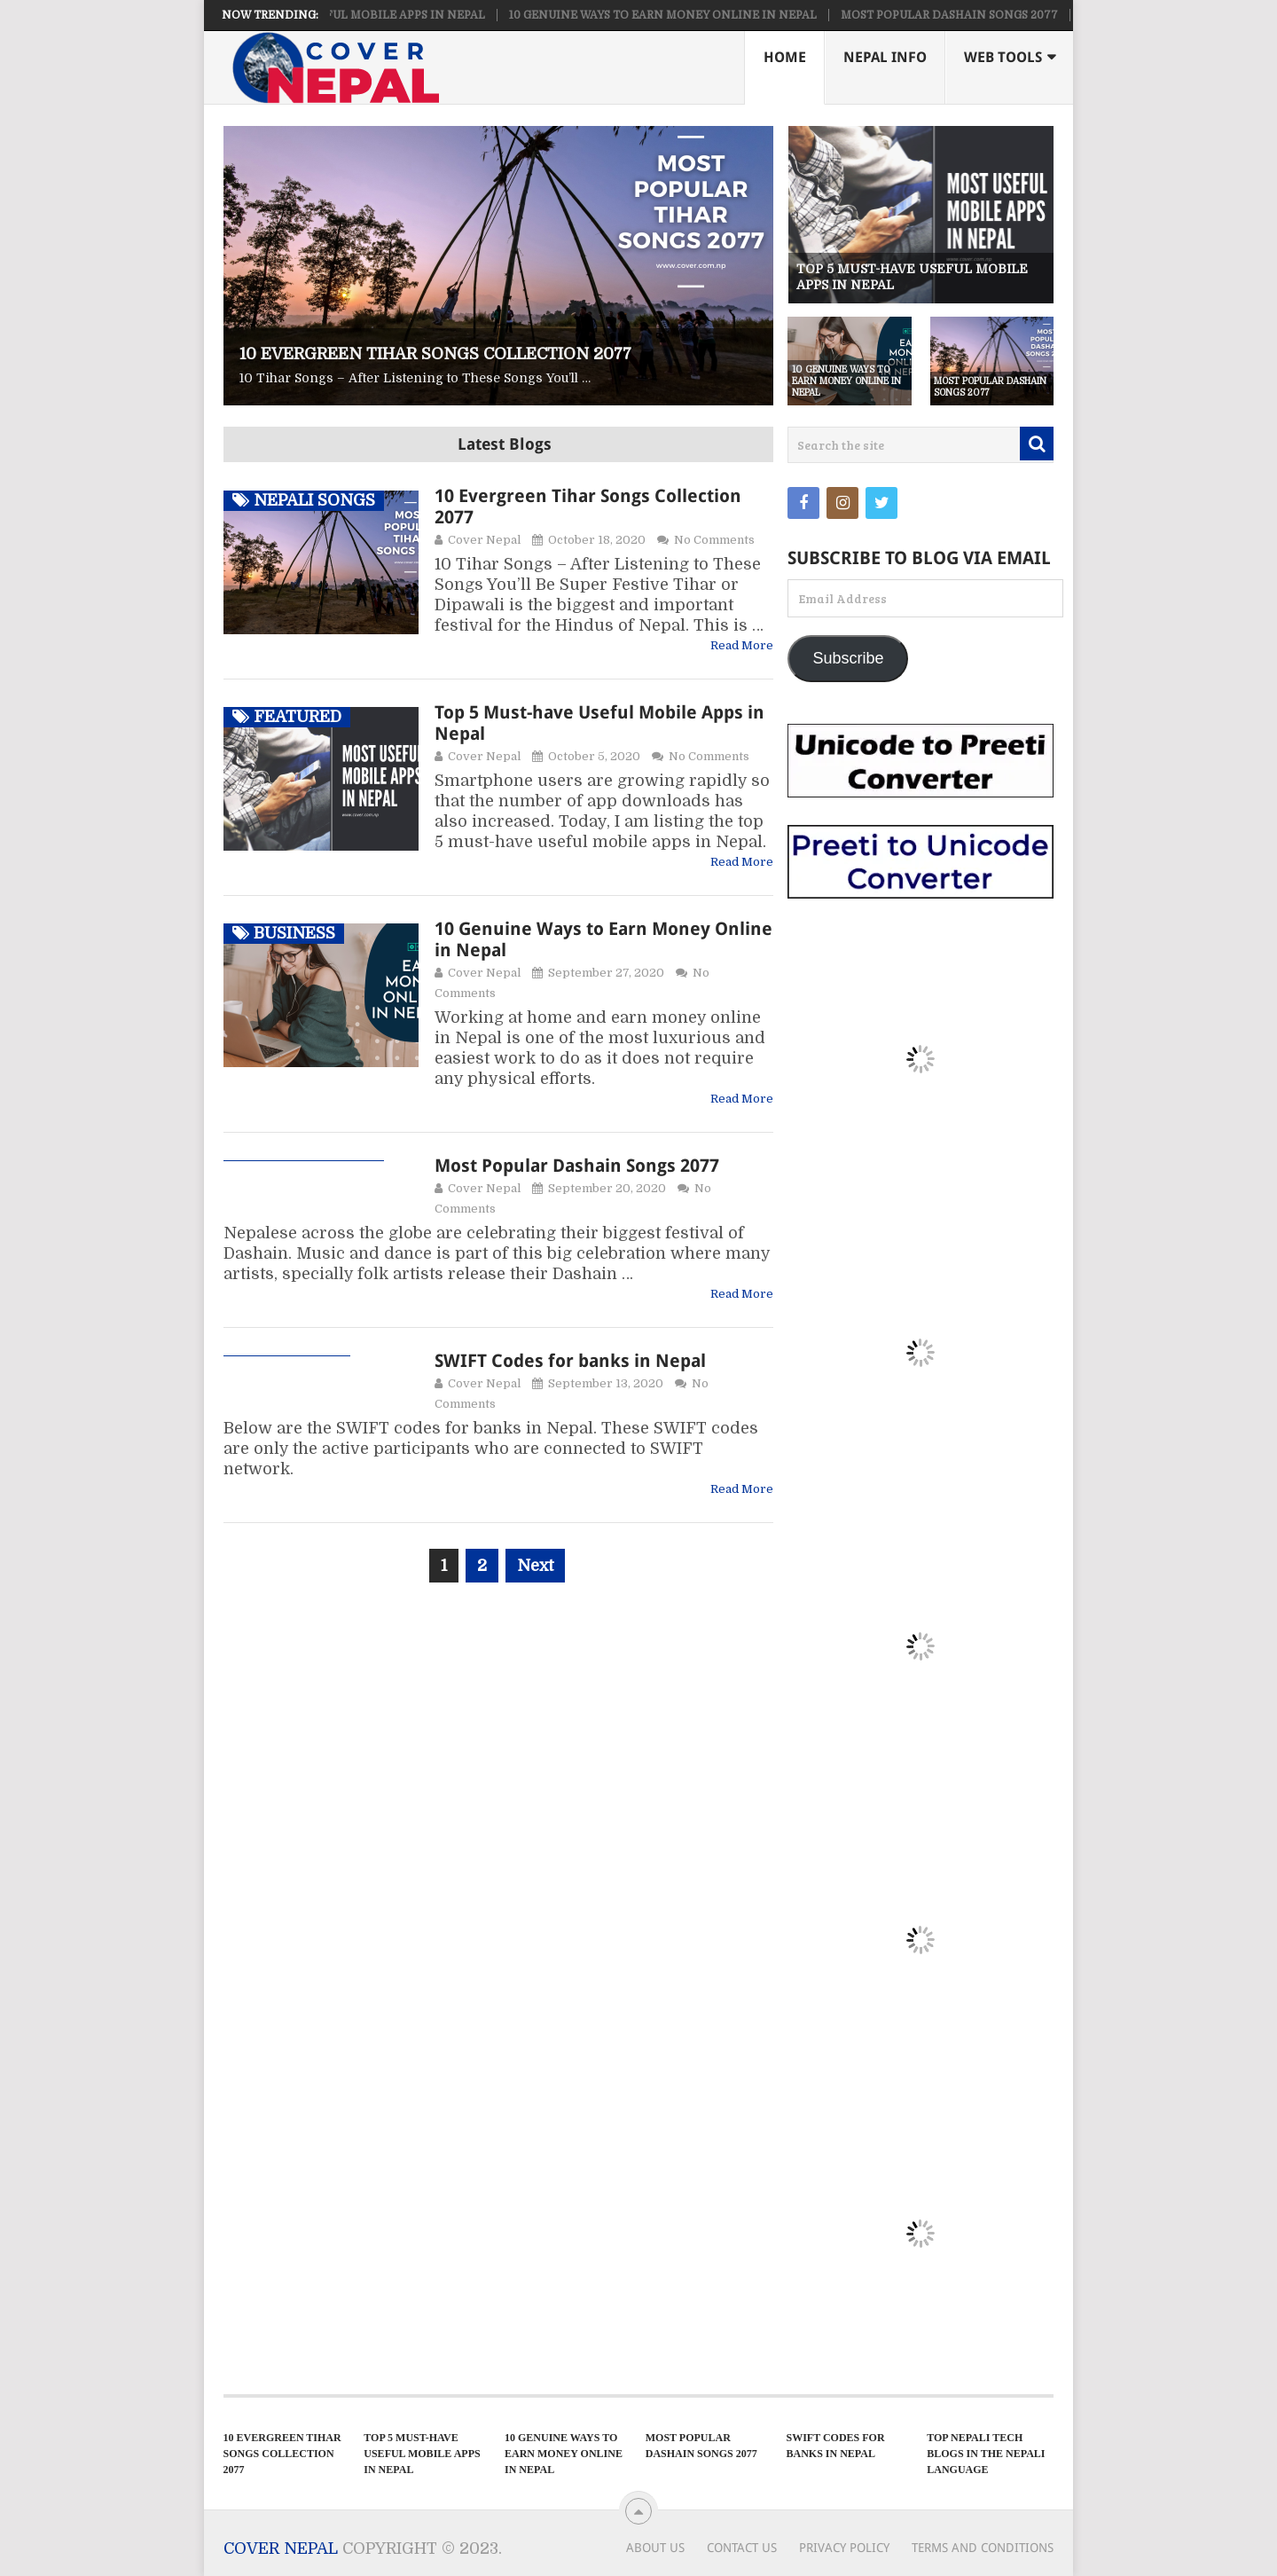 NOW TRENDING: FUL MOBILE APPS IN NEPAL | 10 GENUINE WAYS TO EARN MONEY ONLINE IN NEPAL | MOST POPULAR DASHAIN SONGS 2077 |
COVER
NEPAL
HOME
NEPAL INFO
WEB TOOLS
MOST
POPULAR
TIHAR
SONGS 2077
www.cover.com.np
10 EVERGREEN TIHAR SONGS COLLECTION 2077
10 Tihar Songs – After Listening to These Songs You'll ...
MOST USEFUL
MOBILE APPS
IN NEPAL
TOP 5 MUST-HAVE USEFUL MOBILE
APPS IN NEPAL
10 GENUINE WAYS TO
EARN MONEY ONLINE IN
NEPAL
MOST POPULAR DASHAIN
SONGS 2077
Latest Blogs
Search the site
NEPALI SONGS
10 Evergreen Tihar Songs Collection
2077
Cover Nepal October 18, 2020 No Comments
10 Tihar Songs – After Listening to These
Songs You'll Be Super Festive Tihar or
Dipawali is the biggest and important
festival for the Hindus of Nepal. This is ...
Read More
SUBSCRIBE TO BLOG VIA EMAIL
Email Address
Subscribe
FEATURED
MOST USEFUL
MOBILE APPS
IN NEPAL
www.cover.com.np
Top 5 Must-have Useful Mobile Apps in
Nepal
Cover Nepal October 5, 2020 No Comments
Smartphone users are growing rapidly so
that the number of app downloads has
also increased. Today, I am listing the top
5 must-have useful mobile apps in Nepal.
Read More
Unicode to Preeti
Converter
Preeti to Unicode
Converter
BUSINESS
EA
MON
ONLI
IN NE
10 Genuine Ways to Earn Money Online
in Nepal
Cover Nepal September 27, 2020 No
Comments
Working at home and earn money online
in Nepal is one of the most luxurious and
easiest work to do as it does not require
any physical efforts.
Read More
Most Popular Dashain Songs 2077
Cover Nepal September 20, 2020 No
Comments
Nepalese across the globe are celebrating their biggest festival of
Dashain. Music and dance is part of this big celebration where many
artists, specially folk artists release their Dashain ...
Read More
SWIFT Codes for banks in Nepal
Cover Nepal September 13, 2020 No
Comments
Below are the SWIFT codes for banks in Nepal. These SWIFT codes
are only the active participants who are connected to SWIFT
network.
Read More
1 2 Next
10 EVERGREEN TIHAR
SONGS COLLECTION
2077
TOP 5 MUST-HAVE
USEFUL MOBILE APPS
IN NEPAL
10 GENUINE WAYS TO
EARN MONEY ONLINE
IN NEPAL
MOST POPULAR
DASHAIN SONGS 2077
SWIFT CODES FOR
BANKS IN NEPAL
TOP NEPALI TECH
BLOGS IN THE NEPALI
LANGUAGE
COVER NEPAL COPYRIGHT © 2023.
ABOUT US
CONTACT US
PRIVACY POLICY
TERMS AND CONDITIONS